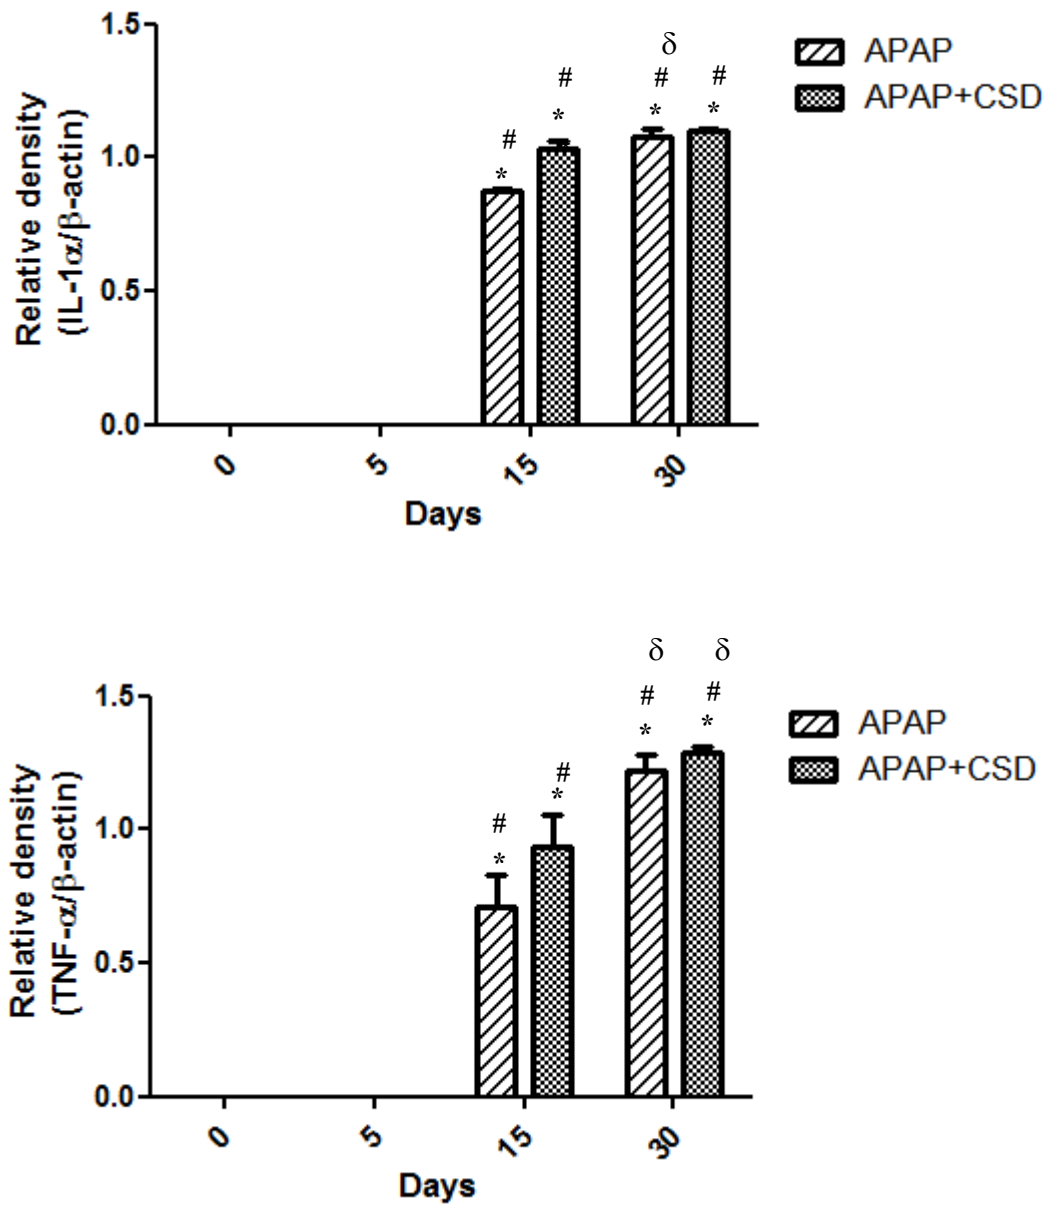 1.5
1.0
0.5
0.0
Relative density
(IL-1α/β-actin)
#
*
#
*
δ
#
*
#
*
APAP
APAP+CSD
0
5
15
30
Days
1.5
1.0
0.5
0.0
Relative density
(TNF-α/β-actin)
#
*
#
*
δ
#
*
δ
#
*
APAP
APAP+CSD
0
5
15
30
Days